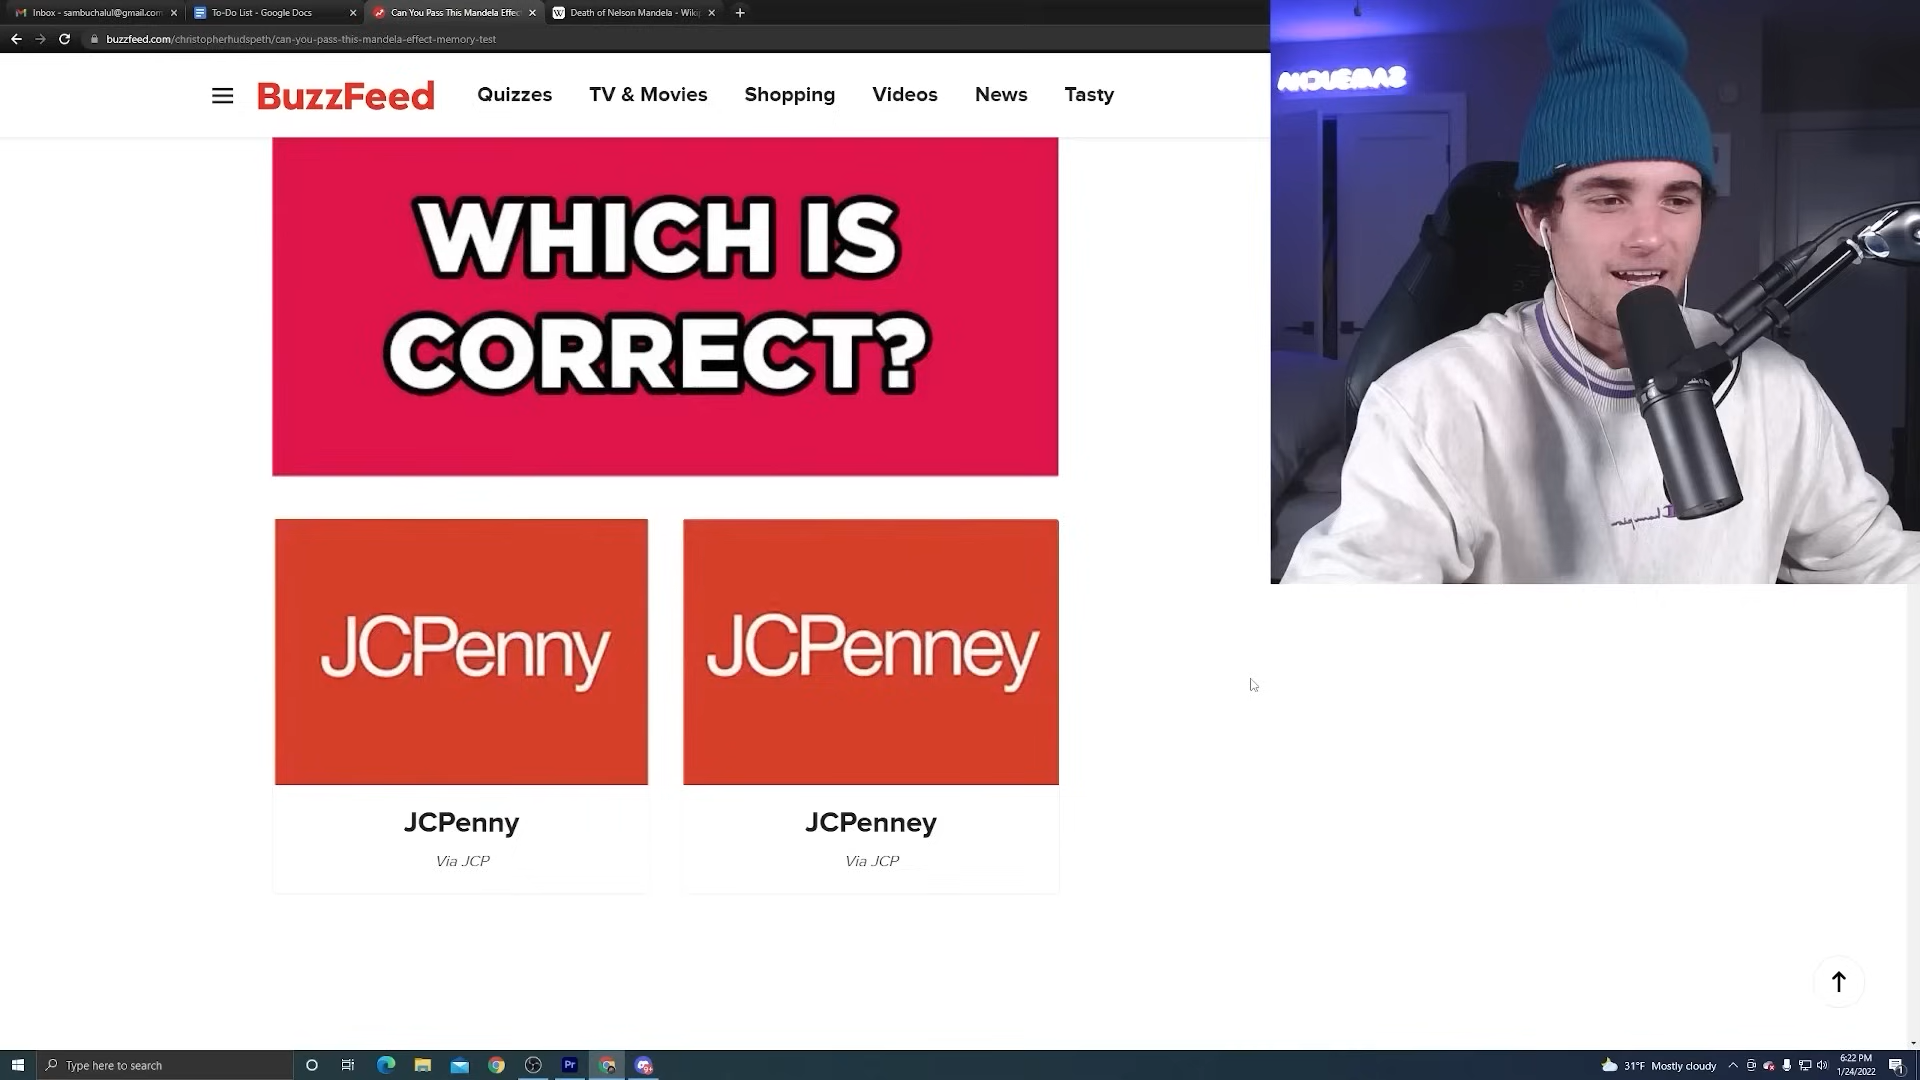 Inbox - sambuchalul@gmail.com
To-Do List - Google Docs
Can You Pass This Mandela Effec
Death of Nelson Mandela - Wiki
buzzfeed.com/christopherhudspeth/can-you-pass-this-mandela-effect-memory-test
BuzzFeed
Quizzes
TV & Movies
Shopping
Videos
News
Tasty
SAMBUCHA
WHICH IS
CORRECT?
Champion
JCPenny
JCPenney
JCPenny
JCPenney
Via JCP
Via JCP
Type here to search
Pr
31°F Mostly cloudy
6:22 PM
1/24/2022